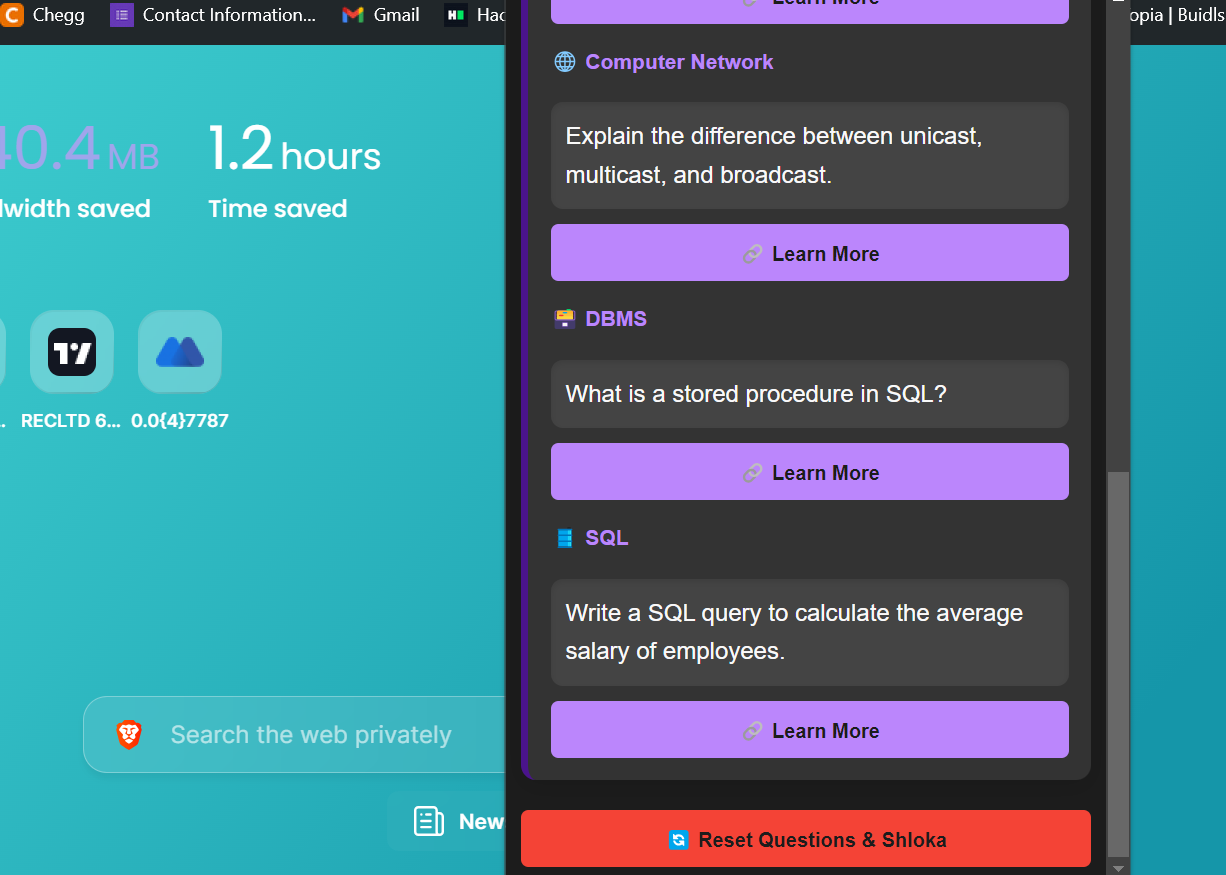 Chegg
Contact Information...
Gmail
Learn More
opia | Buidls
40.4 MB
1.2 hours
dwidth saved
Time saved
RECLTD 6...
0.0{4}7787
Search the web privately
New
Computer Network
Explain the difference between unicast,
multicast, and broadcast.
Learn More
DBMS
What is a stored procedure in SQL?
Learn More
SQL
Write a SQL query to calculate the average
salary of employees.
Learn More
Reset Questions & Shloka